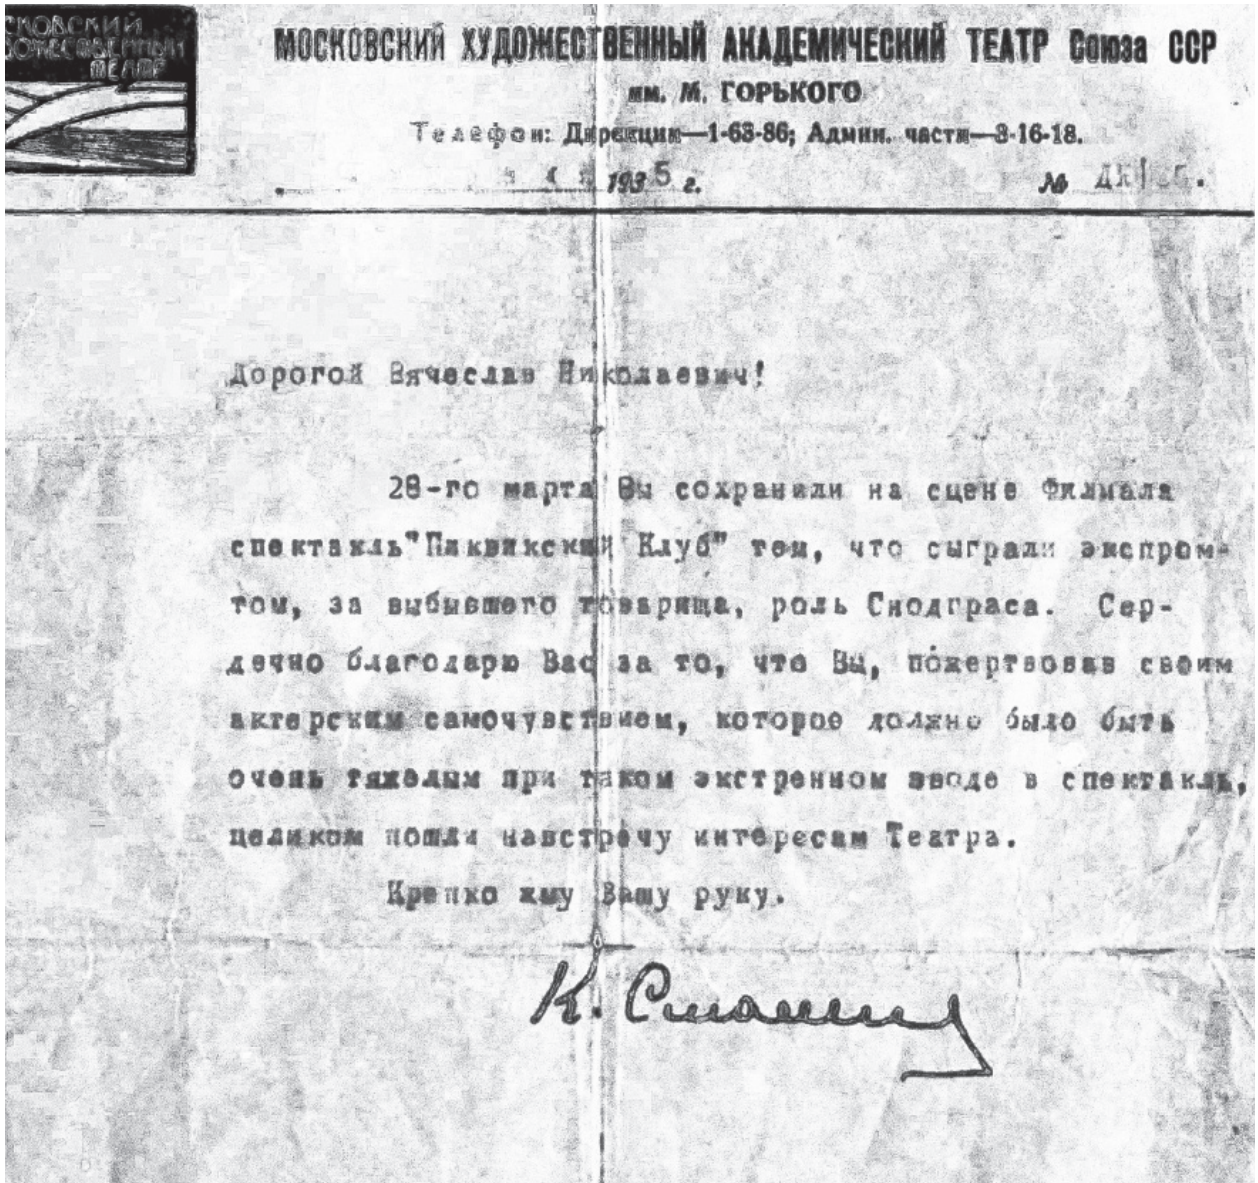 МОСКОВСКИЙ
ХУДОЖЕСТВЕННЫЙ
ТЕАТР
МОСКОВСКИЙ ХУДОЖЕСТВЕННЫЙ АКАДЕМИЧЕСКИЙ ТЕАТР Союза ССР
им. М. ГОРЬКОГО
Телефон: Дирекции—1-63-86; Админ. части—3-16-18.
1935 г. №
Дорогой Вячеслав Николаевич!
28-го марта Вы сохранили на сцене Филиала
спектакль "Пиквикский Клуб" тем, что сыграли экспром-
том, за выбывшего товарища, роль Снодграса. Сер-
дечно благодарю Вас за то, что Вы, пожертвовав своим
актерским самочувствием, которое должно было быть
очень тяжелым при таком экстренном вводе в спектакль,
целиком пошли навстречу интересам Театра.
Крепко жму Вашу руку.
К. Станисл